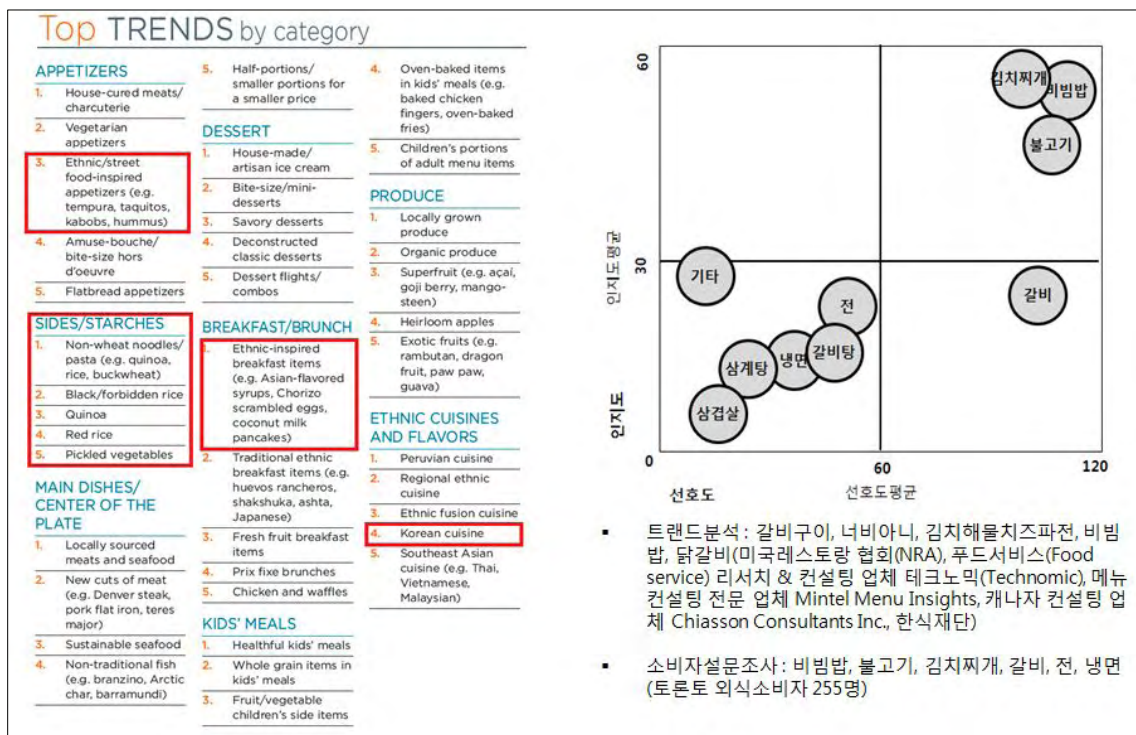 Top TRENDS by category
APPETIZERS
1. House-cured meats/
charcuterie
2. Vegetarian
appetizers
3. Ethnic/street
food-inspired
appetizers (e.g.
tempura, taquitos,
kabobs, hummus)
4. Amuse-bouche/
bite-size hors
d'oeuvre
5. Flatbread appetizers
SIDES/STARCHES
1. Non-wheat noodles/
pasta (e.g. quinoa,
rice, buckwheat)
2. Black/forbidden rice
3. Quinoa
4. Red rice
5. Pickled vegetables
MAIN DISHES/
CENTER OF THE
PLATE
1. Locally sourced
meats and seafood
2. New cuts of meat
(e.g. Denver steak,
pork flat iron, teres
major)
3. Sustainable seafood
4. Non-traditional fish
(e.g. branzino, Arctic
char, barramundi)
5. Half-portions/
smaller portions for
a smaller price
DESSERT
1. House-made/
artisan ice cream
2. Bite-size/mini-
desserts
3. Savory desserts
4. Deconstructed
classic desserts
5. Dessert flights/
combos
BREAKFAST/BRUNCH
1. Ethnic-inspired
breakfast items
(e.g. Asian-flavored
syrups, Chorizo
scrambled eggs,
coconut milk
pancakes)
2. Traditional ethnic
breakfast items (e.g.
huevos rancheros,
shakshuka, ashta,
Japanese)
3. Fresh fruit breakfast
items
4. Prix fixe brunches
5. Chicken and waffles
KIDS' MEALS
1. Healthful kids' meals
2. Whole grain items in
kids' meals
3. Fruit/vegetable
children's side items
4. Oven-baked items
in kids' meals (e.g.
baked chicken
fingers, oven-baked
fries)
5. Children's portions
of adult menu items
PRODUCE
1. Locally grown
produce
2. Organic produce
3. Superfruit (e.g. açaí,
goji berry, mango-
steen)
4. Heirloom apples
5. Exotic fruits (e.g.
rambutan, dragon
fruit, paw paw,
guava)
ETHNIC CUISINES
AND FLAVORS
1. Peruvian cuisine
2. Regional ethnic
cuisine
3. Ethnic fusion cuisine
4. Korean cuisine
5. Southeast Asian
cuisine (e.g. Thai,
Vietnamese,
Malaysian)
60
김치찌개
비빔밥
불고기
30
인지도평균
기타
갈비
전
갈비탕
냉면
삼계탕
삼겹살
인지도
0
60
120
선호도
선호도평균
▪ 트랜드분석 : 갈비구이, 너비아니, 김치해물치즈파전, 비빔
밥, 닭갈비(미국레스토랑 협회(NRA), 푸드서비스(Food
service) 리서치 & 컨설팅 업체 테크노믹(Technomic), 메뉴
컨설팅 전문 업체 Mintel Menu Insights, 캐나자 컨설팅 업
체 Chiasson Consultants Inc., 한식재단)
▪ 소비자설문조사 : 비빔밥, 불고기, 김치찌개, 갈비, 전, 냉면
(토론토 외식소비자 255명)